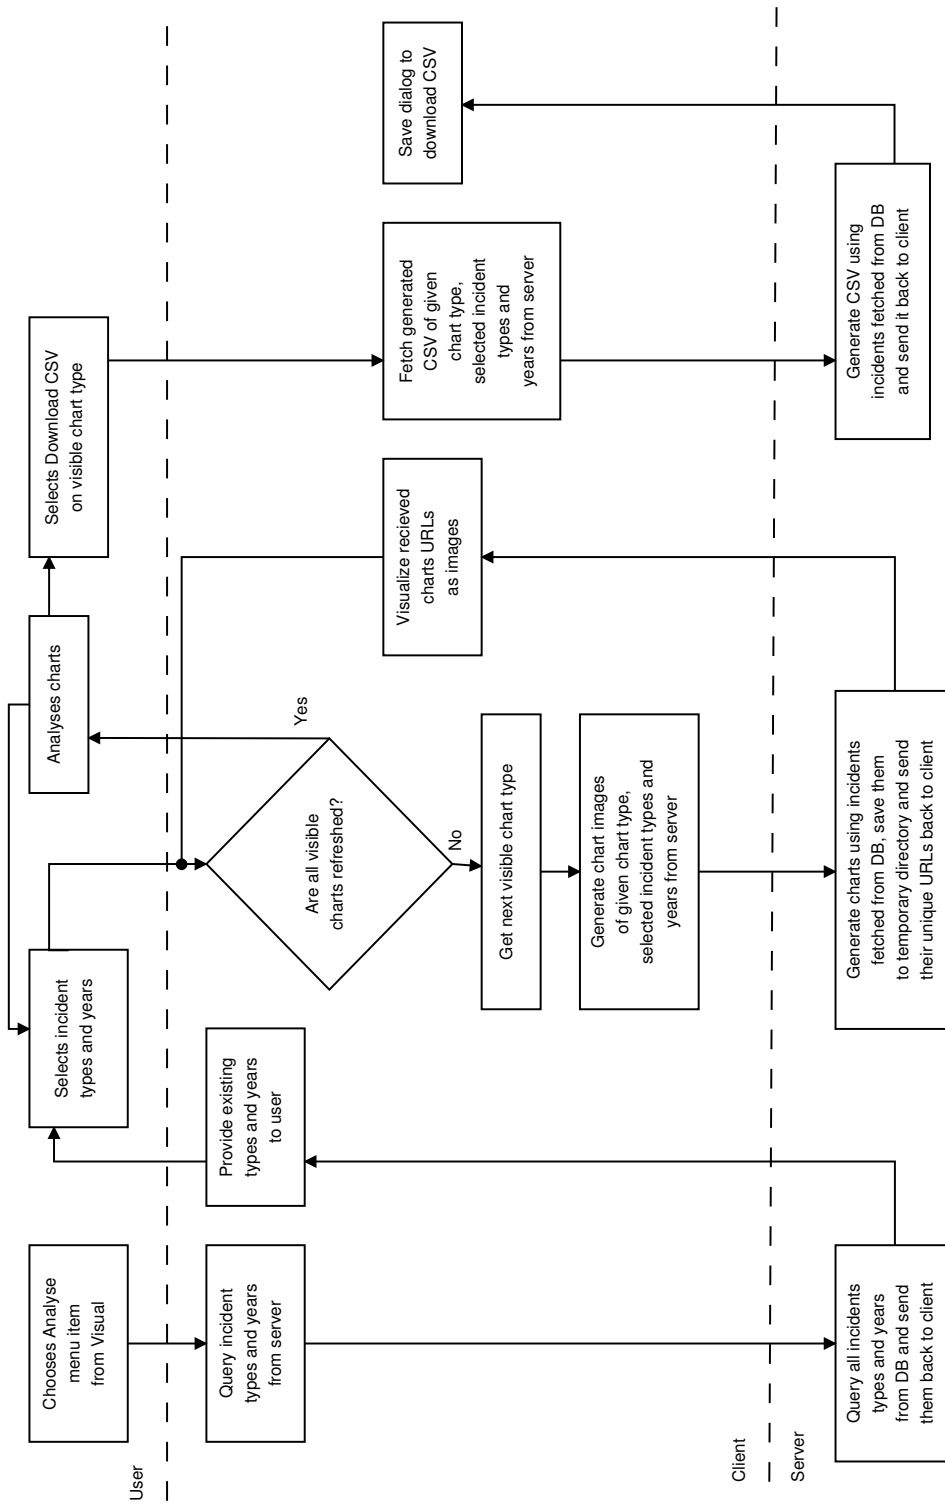 User
Chooses Analyse
menu item
from Visual
Selects incident
types and years
Analyses charts
Selects Download CSV
on visible chart type
Client
Query incident
types and years
from server
Provide existing
types and years
to user
Are all visible
charts refreshed?
Yes
No
Get next visible chart type
Generate chart images
of given chart type,
selected incident types and
years from server
Visualize recieved
charts URLs
as images
Fetch generated
CSV of given
chart type,
selected incident
types and
years from server
Save dialog to
download CSV
Server
Query all incidents
types and years
from DB and send
them back to client
Generate charts using incidents
fetched from DB, save them
to temporary directory and send
their unique URLs back to client
Generate CSV using
incidents fetched from DB
and send it back to client